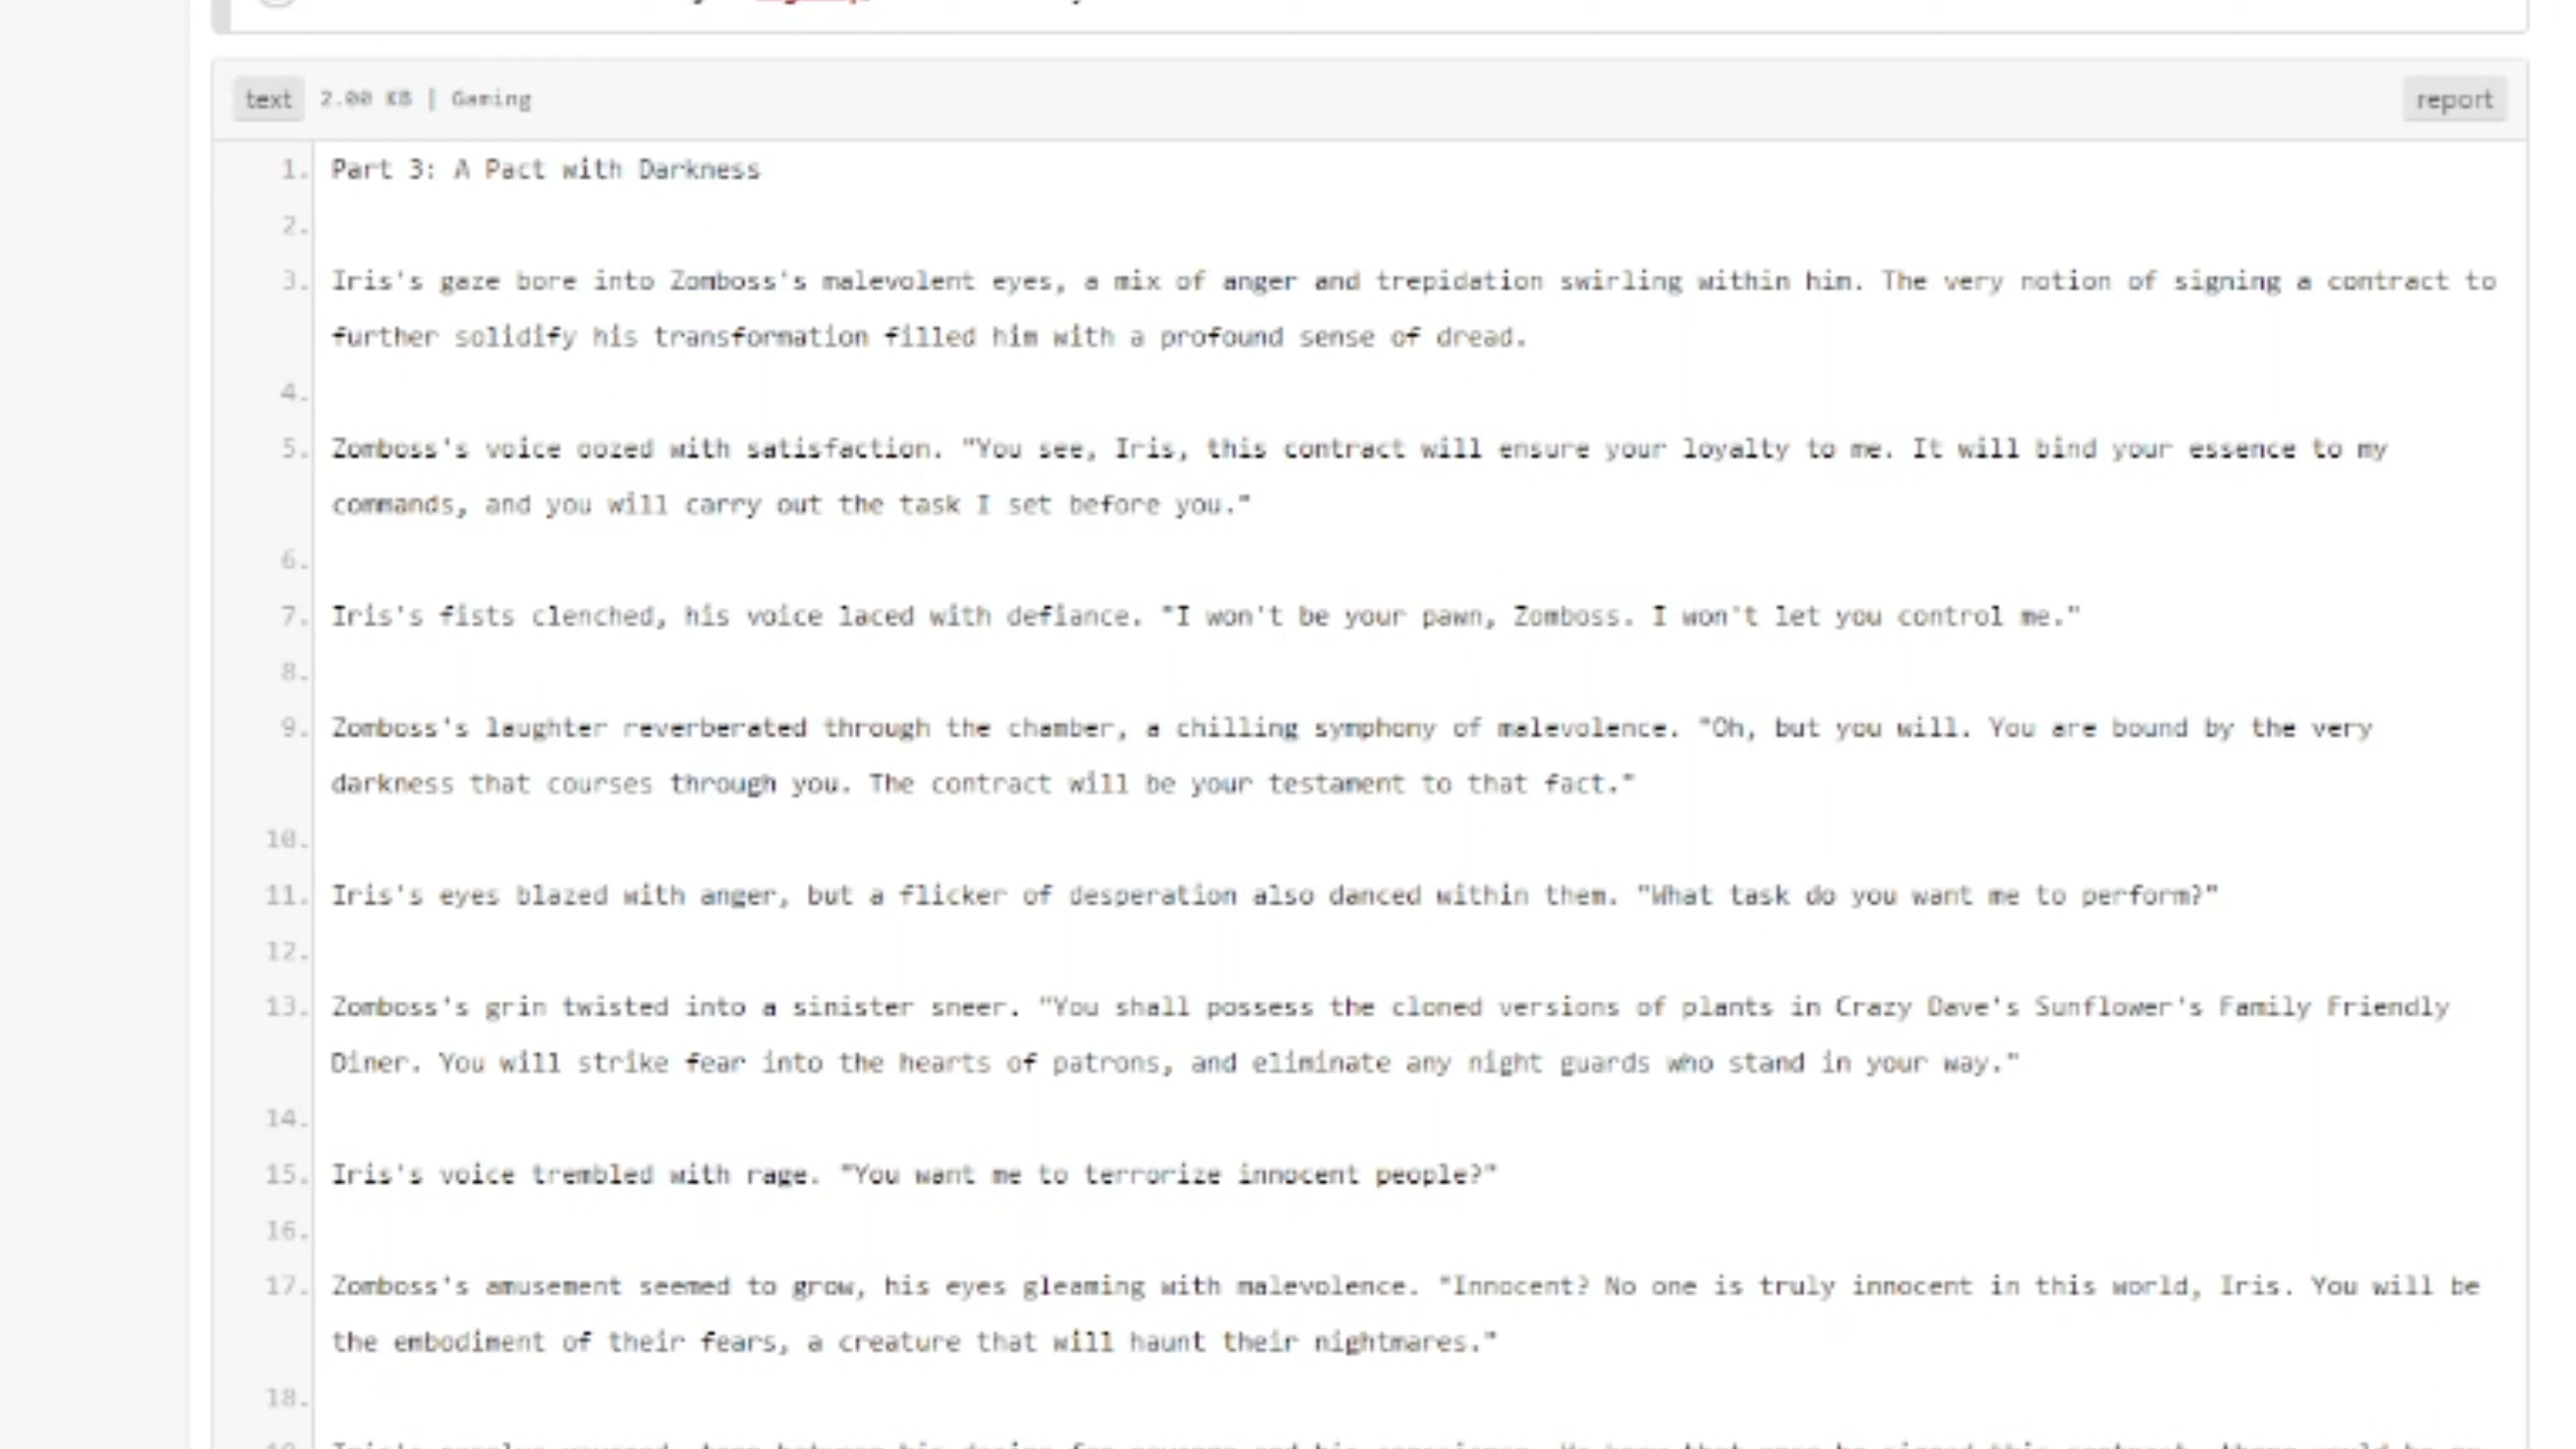 text 2.00 KB | Gaming report
1. Part 3: A Pact with Darkness
2.
3. Iris's gaze bore into Zomboss's malevolent eyes, a mix of anger and trepidation swirling within him. The very notion of signing a contract to
further solidify his transformation filled him with a profound sense of dread.
4.
5. Zomboss's voice oozed with satisfaction. "You see, Iris, this contract will ensure your loyalty to me. It will bind your essence to my
commands, and you will carry out the task I set before you."
6.
7. Iris's fists clenched, his voice laced with defiance. "I won't be your pawn, Zomboss. I won't let you control me."
8.
9. Zomboss's laughter reverberated through the chamber, a chilling symphony of malevolence. "Oh, but you will. You are bound by the very
darkness that courses through you. The contract will be your testament to that fact."
10.
11. Iris's eyes blazed with anger, but a flicker of desperation also danced within them. "What task do you want me to perform?"
12.
13. Zomboss's grin twisted into a sinister sneer. "You shall possess the cloned versions of plants in Crazy Dave's Sunflower's Family Friendly
Diner. You will strike fear into the hearts of patrons, and eliminate any night guards who stand in your way."
14.
15. Iris's voice trembled with rage. "You want me to terrorize innocent people?"
16.
17. Zomboss's amusement seemed to grow, his eyes gleaming with malevolence. "Innocent? No one is truly innocent in this world, Iris. You will be
the embodiment of their fears, a creature that will haunt their nightmares."
18.